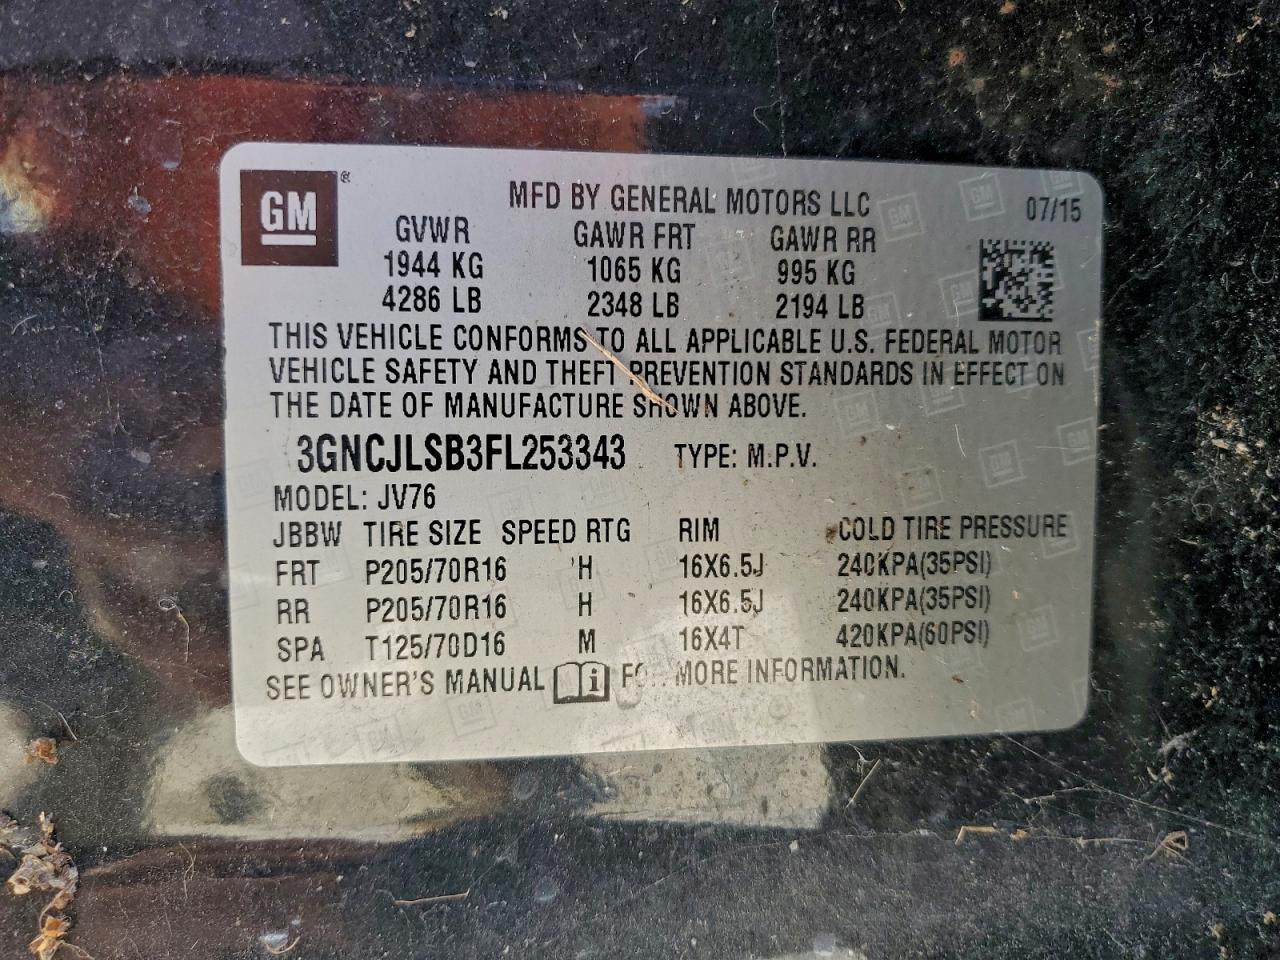 GM ®
MFD BY GENERAL MOTORS LLC
07/15
GVWR GAWR FRT GAWR RR
1944 KG 1065 KG 995 KG
4286 LB 2348 LB 2194 LB
THIS VEHICLE CONFORMS TO ALL APPLICABLE U.S. FEDERAL MOTOR
VEHICLE SAFETY AND THEFT PREVENTION STANDARDS IN EFFECT ON
THE DATE OF MANUFACTURE SHOWN ABOVE.
3GNCJLSB3FL253343 TYPE: M.P.V.
MODEL: JV76
JBBW TIRE SIZE SPEED RTG RIM COLD TIRE PRESSURE
FRT P205/70R16 H 16X6.5J 240KPA(35PSI)
RR P205/70R16 H 16X6.5J 240KPA(35PSI)
SPA T125/70D16 M 16X4T 420KPA(60PSI)
SEE OWNER'S MANUAL i FOR MORE INFORMATION.